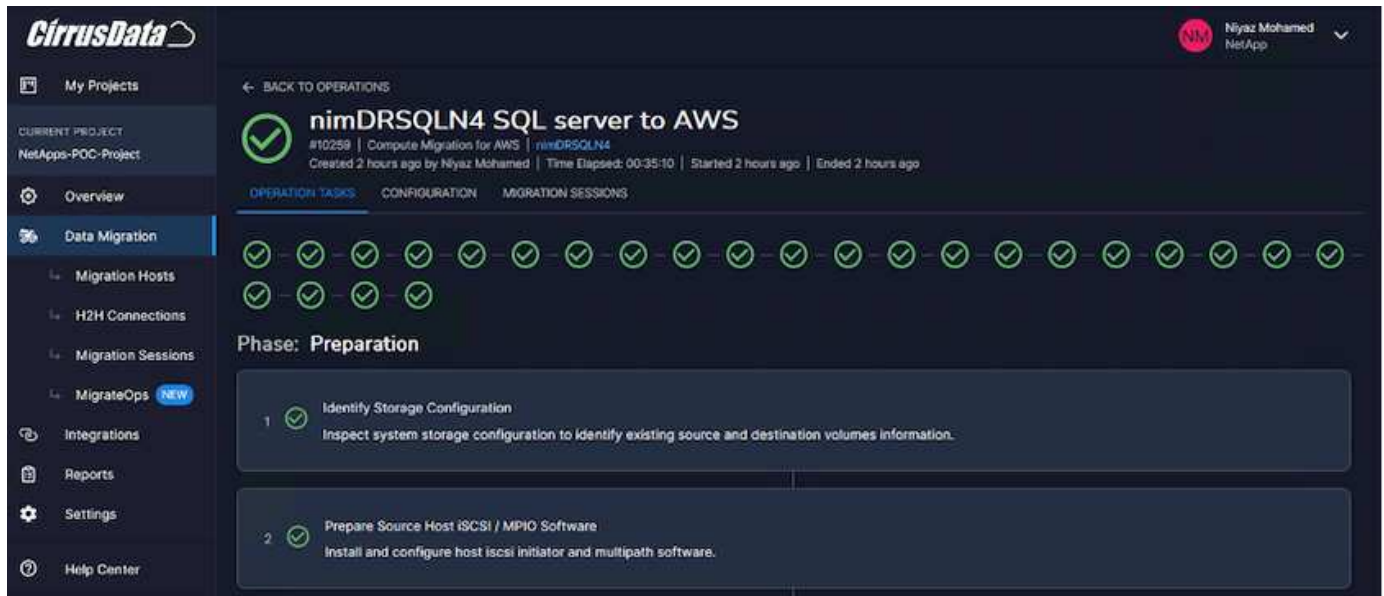 CirrusData
NM
Niyaz Mohamed
NetApp
My Projects
CURRENT PROJECT
NetApps-POC-Project
Overview
Data Migration
Migration Hosts
H2H Connections
Migration Sessions
MigrateOps NEW
Integrations
Reports
Settings
Help Center
← BACK TO OPERATIONS
nimDRSQLN4 SQL server to AWS
#10259 | Compute Migration for AWS | nimDRSQLN4
Created 2 hours ago by Niyaz Mohamed | Time Elapsed: 00:35:10 | Started 2 hours ago | Ended 2 hours ago
OPERATION TASKS CONFIGURATION MIGRATION SESSIONS
Phase: Preparation
1 Identify Storage Configuration
Inspect system storage configuration to identify existing source and destination volumes information.
2 Prepare Source Host iSCSI / MPIO Software
Install and configure host iscsi initiator and multipath software.